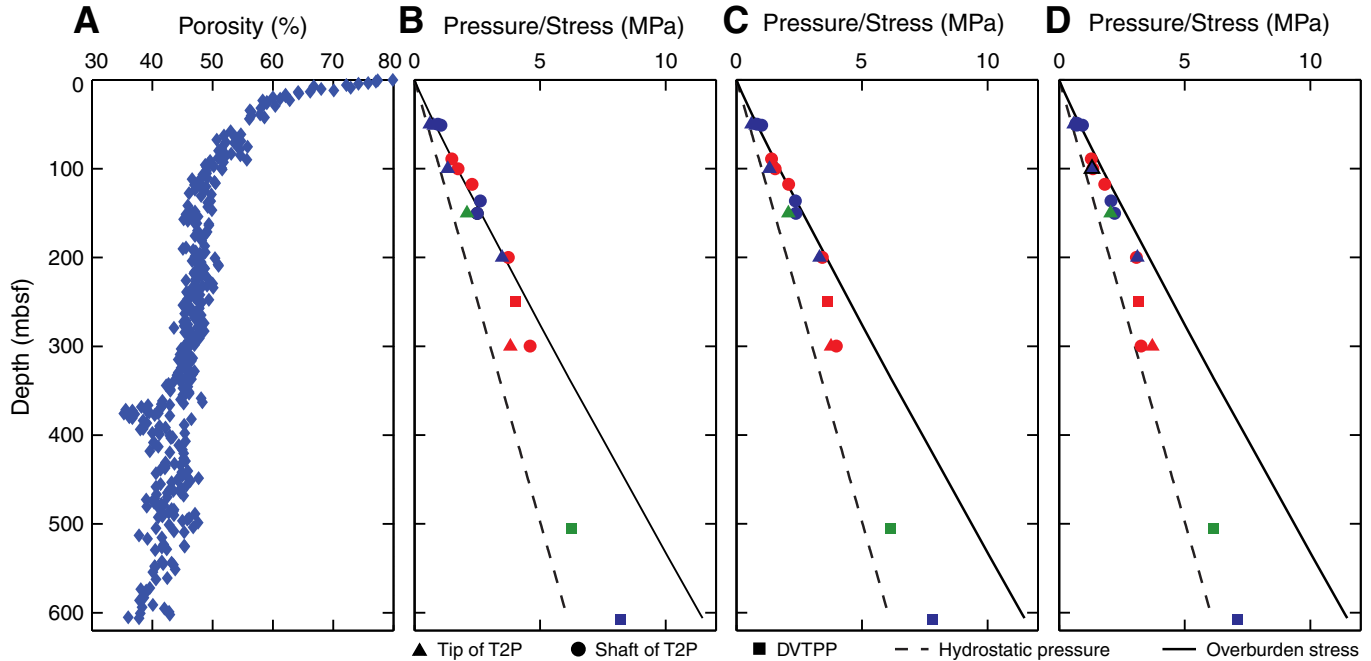 A Porosity (%) B Pressure/Stress (MPa) C Pressure/Stress (MPa) D Pressure/Stress (MPa)
30 40 50 60 70 80 0 5 10 0 5 10 0 5 10
0
100
200
300
400
500
600
Depth (mbsf)
Tip of T2P Shaft of T2P DVTPP Hydrostatic pressure Overburden stress